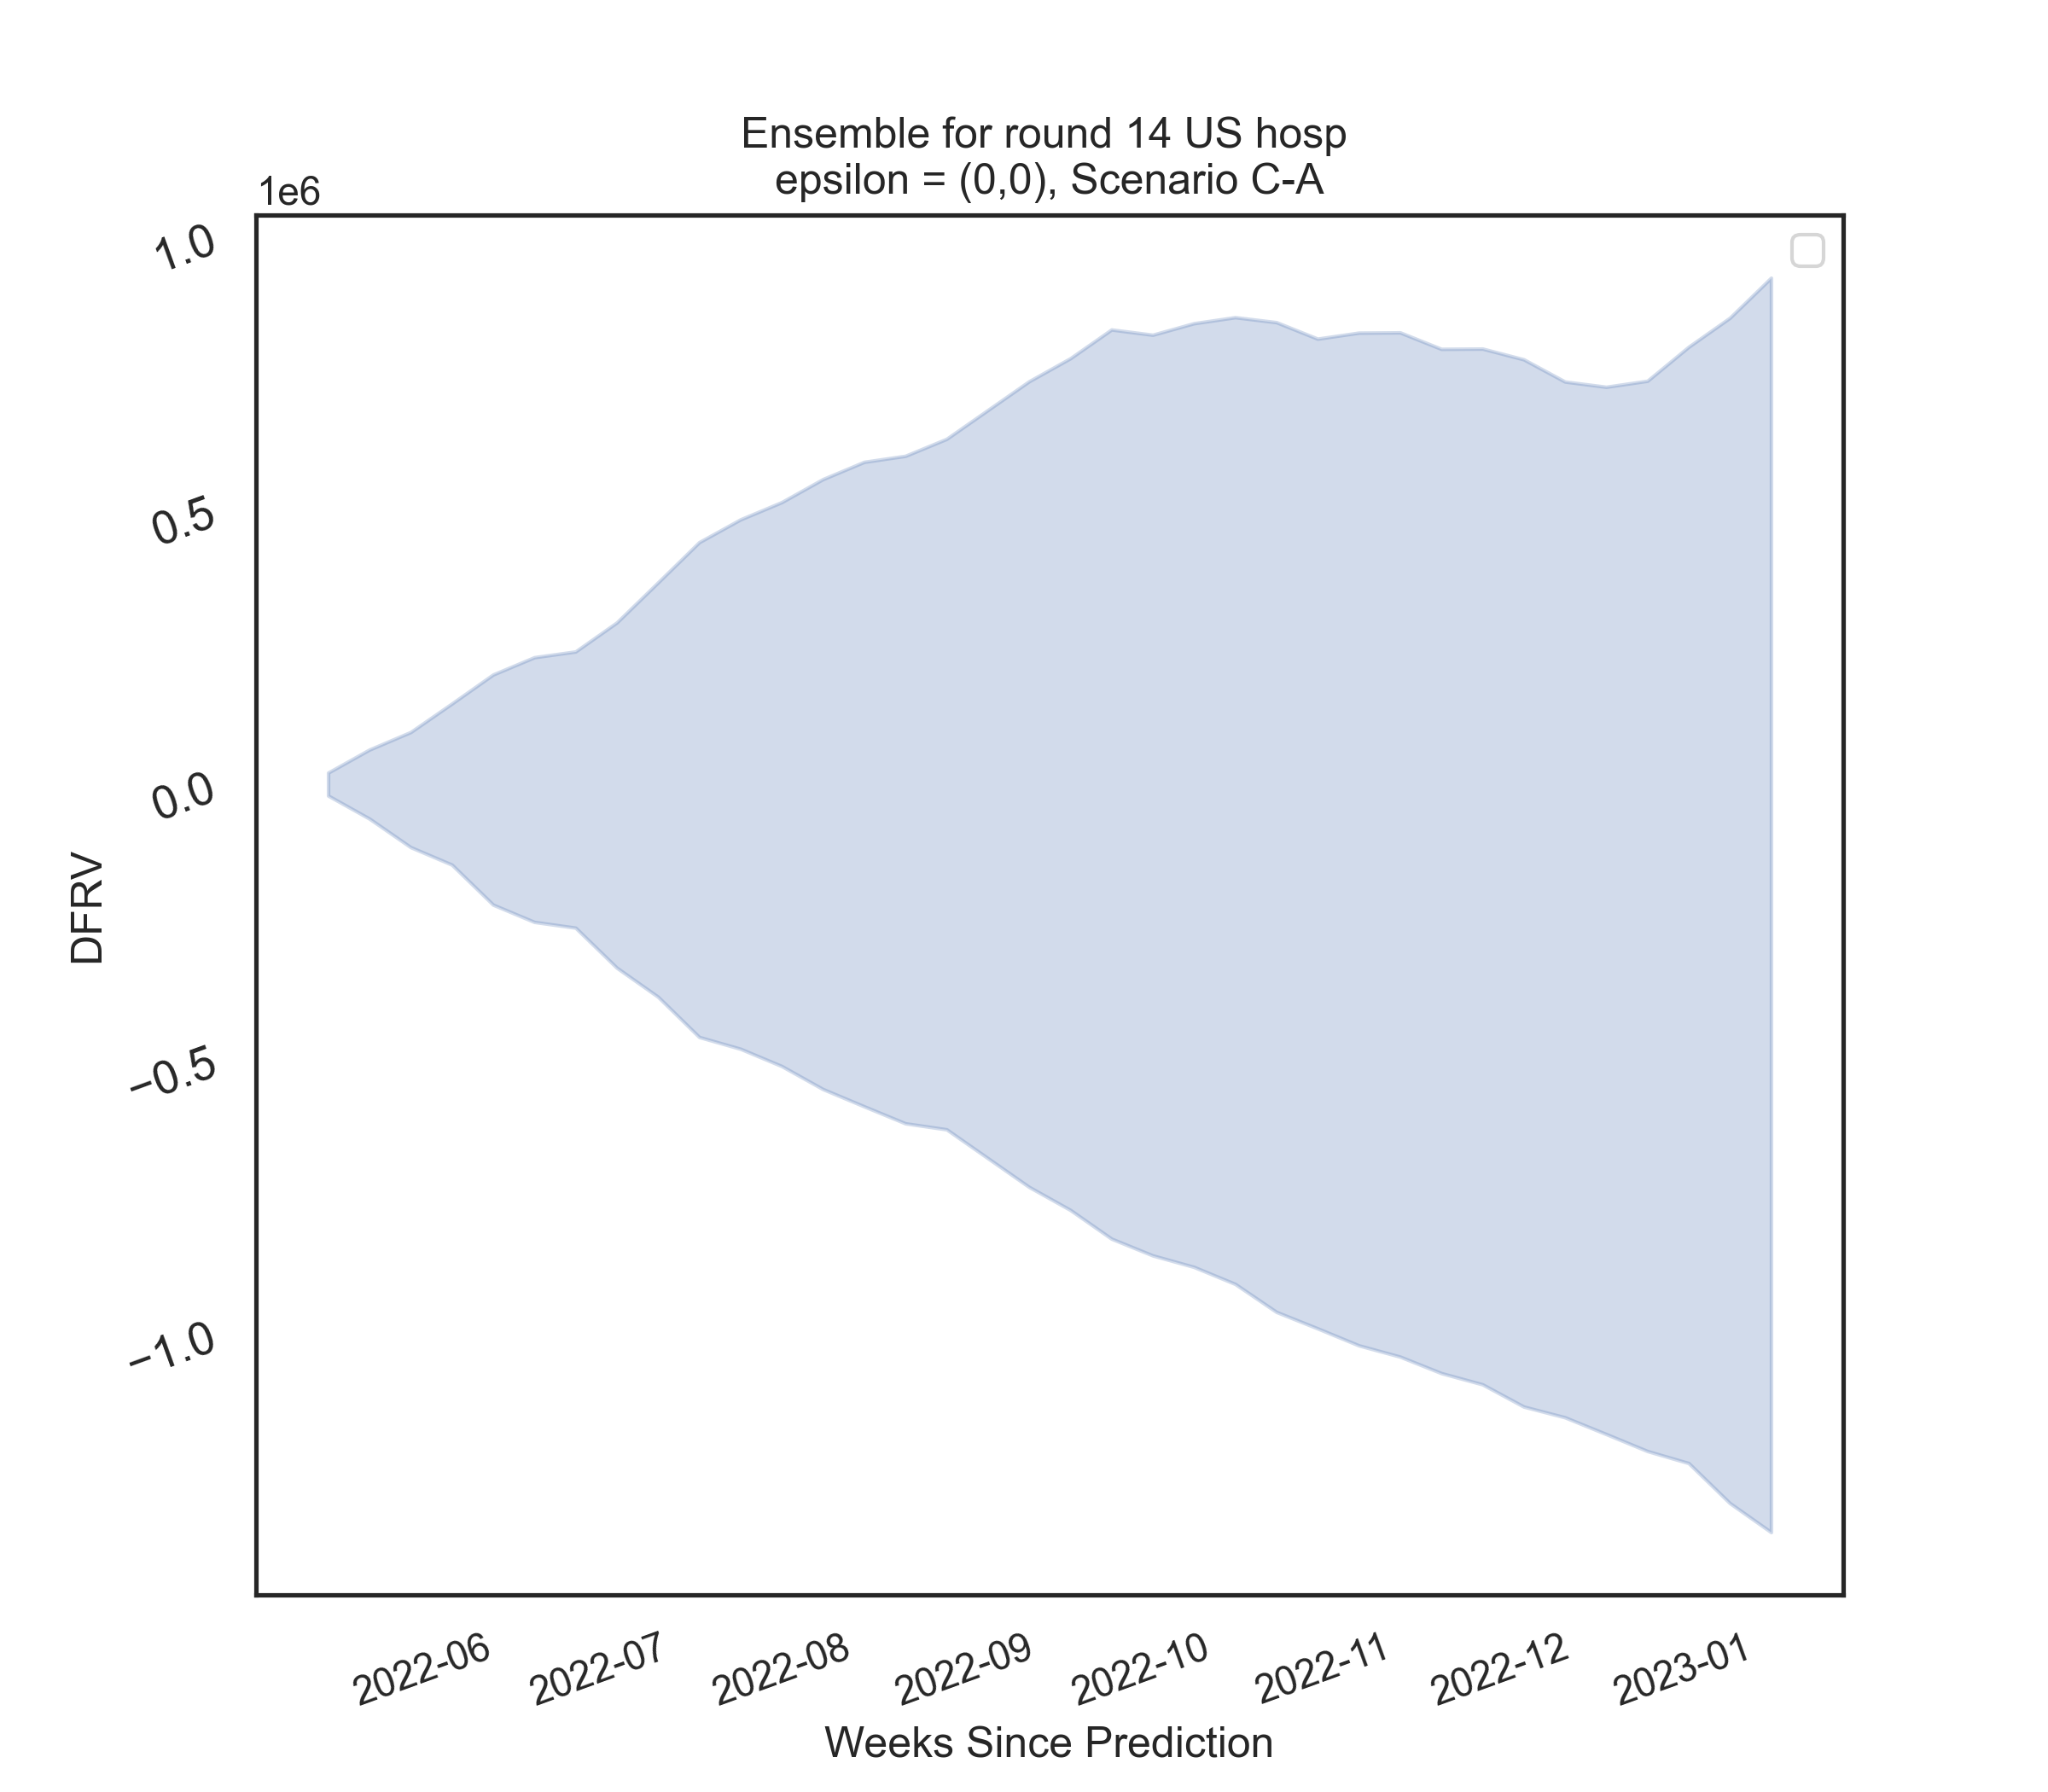 Ensemble for round 14 US hosp
epsilon = (0,0), Scenario C-A
1e6
1.0
0.5
0.0
−0.5
−1.0
DFRV
2022-06
2022-07
2022-08
2022-09
2022-10
2022-11
2022-12
2023-01
Weeks Since Prediction